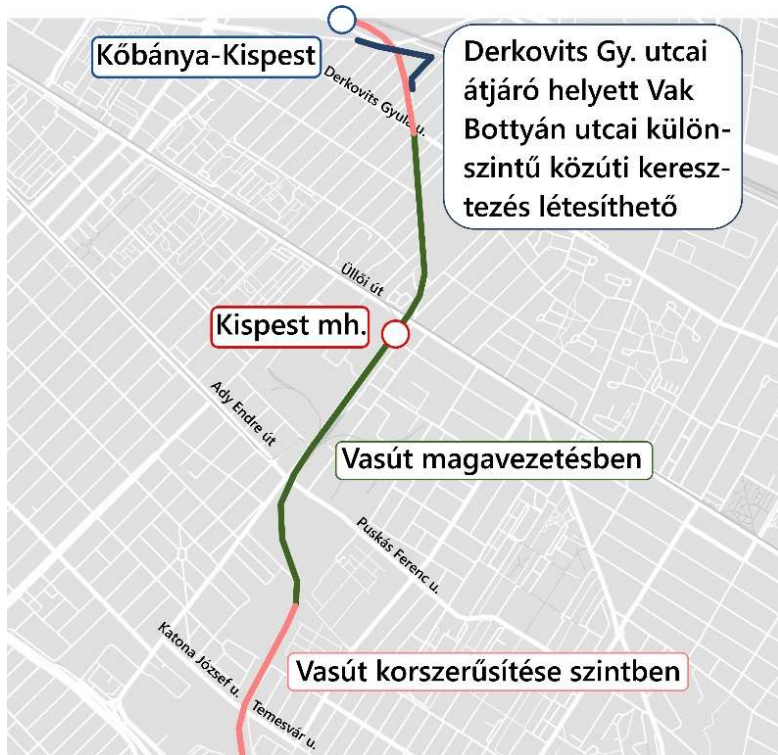 Kőbánya-Kispest
Derkovits Gy. utcai
átjáró helyett Vak
Bottyán utcai külön-
szintű közúti keresz-
tezés létesíthető
Derkovits Gyula u.
Üllői út
Kispest mh.
Ady Endre út
Vasút magavezetésben
Puskás Ferenc u.
Katona József u.
Temesvár u.
Vasút korszerűsítése szintben